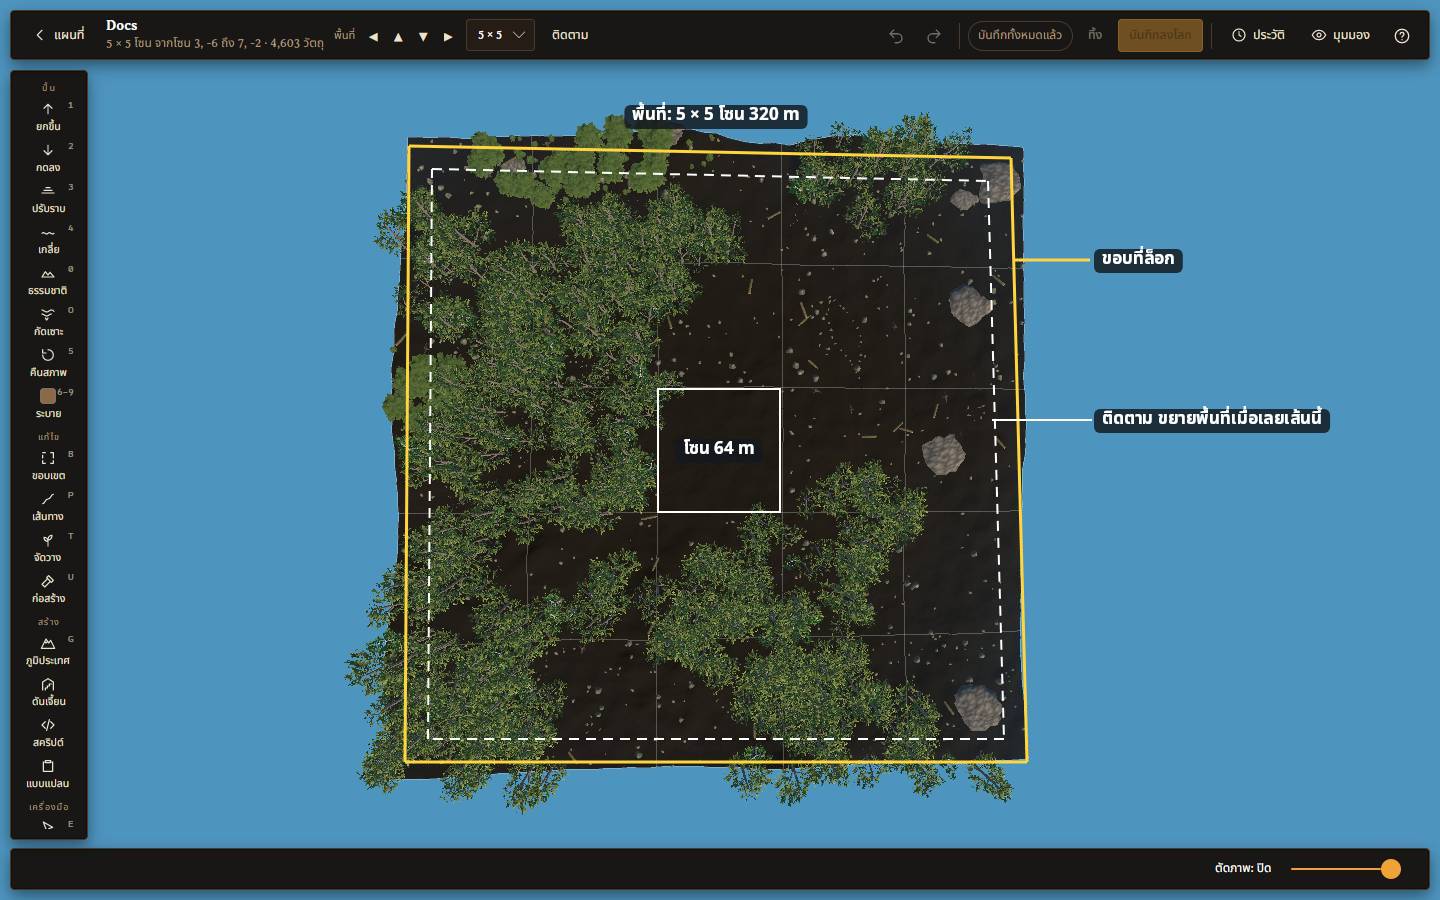 แผนที่
Docs
5 × 5 โซน จากโซน 3, -6 ถึง 7, -2 · 4,603 วัตถุ
พื้นที่
5 × 5
ติดตาม
บันทึกทั้งหมดแล้ว
ทิ้ง
บันทึกลงโลก
ประวัติ
มุมมอง
ปั้น
1
ยกขึ้น
2
กดลง
3
ปรับราบ
4
เกลี่ย
0
ธรรมชาติ
O
กัดเซาะ
5
คืนสภาพ
6–9
ระบาย
แก้ไข
B
ขอบเขต
P
เส้นทาง
T
จัดวาง
U
ก่อสร้าง
สร้าง
G
ภูมิประเทศ
ดันเจี้ยน
สคริปต์
แบบแปลน
เครื่องมือ
E
พื้นที่: 5 × 5 โซน 320 m
ขอบที่ล็อก
ติดตาม ขยายพื้นที่เมื่อเลยเส้นนี้
โซน 64 m
ตัดภาพ: ปิด